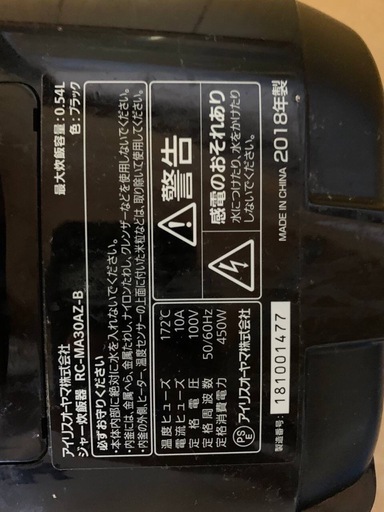 アイリスオーヤマ株式会社
ジャー炊飯器 RC-MA30AZ-B
最大炊飯容量：0.54L
色：ブラック
必ずお守りください
・本体内部に絶対に水を入れないでください。
・内釜には、金属へら、金属たわし、ナイロンたわし、クレンザーなどを使用しないでください。
・内釜の外側、ヒーター、温度センサーの上面に付いた米粒などは、取り除いて使用してください。
温度ヒューズ 172℃
電流ヒューズ 10A
定格電圧 100V
定格周波数 50/60Hz
定格消費電力 450W
警告
感電のおそれあり
水につけたり、水をかけたり
しないでください
PS
E
アイリスオーヤマ株式会社
MADE IN CHINA 2018年製
製造番号： 181001477